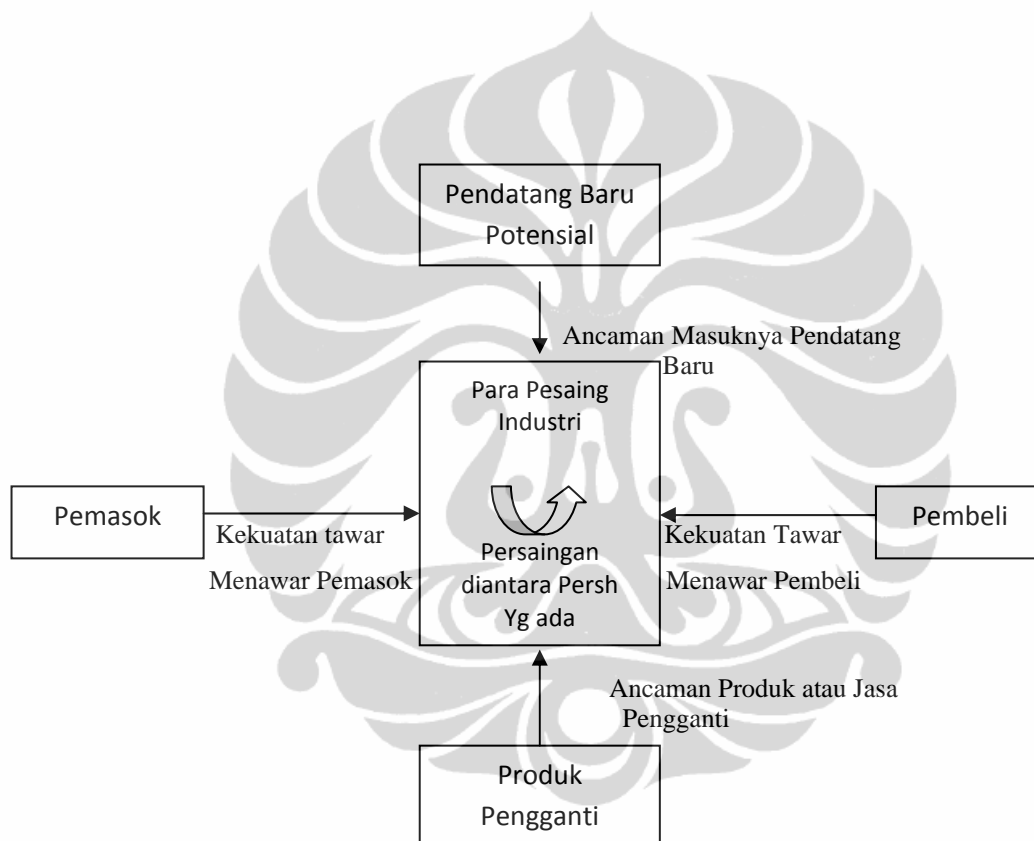 Pendatang Baru
Potensial
Ancaman Masuknya Pendatang
Baru
Para Pesaing
Industri
Pemasok
Kekuatan tawar
Menawar Pemasok
Persaingan
diantara Persh
Yg ada
Kekuatan Tawar
Menawar Pembeli
Pembeli
Ancaman Produk atau Jasa
Pengganti
Produk
Pengganti